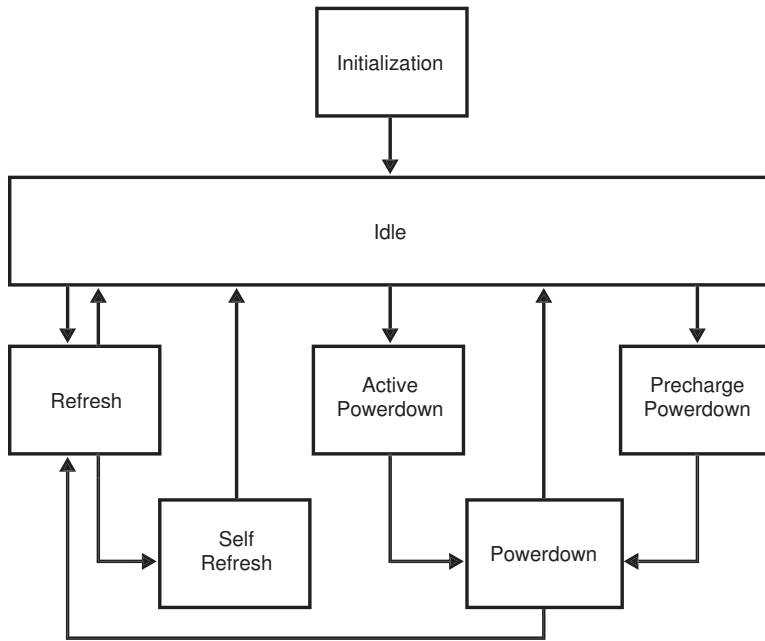 Initialization
Idle
Refresh
Active
Powerdown
Precharge
Powerdown
Self
Refresh
Powerdown